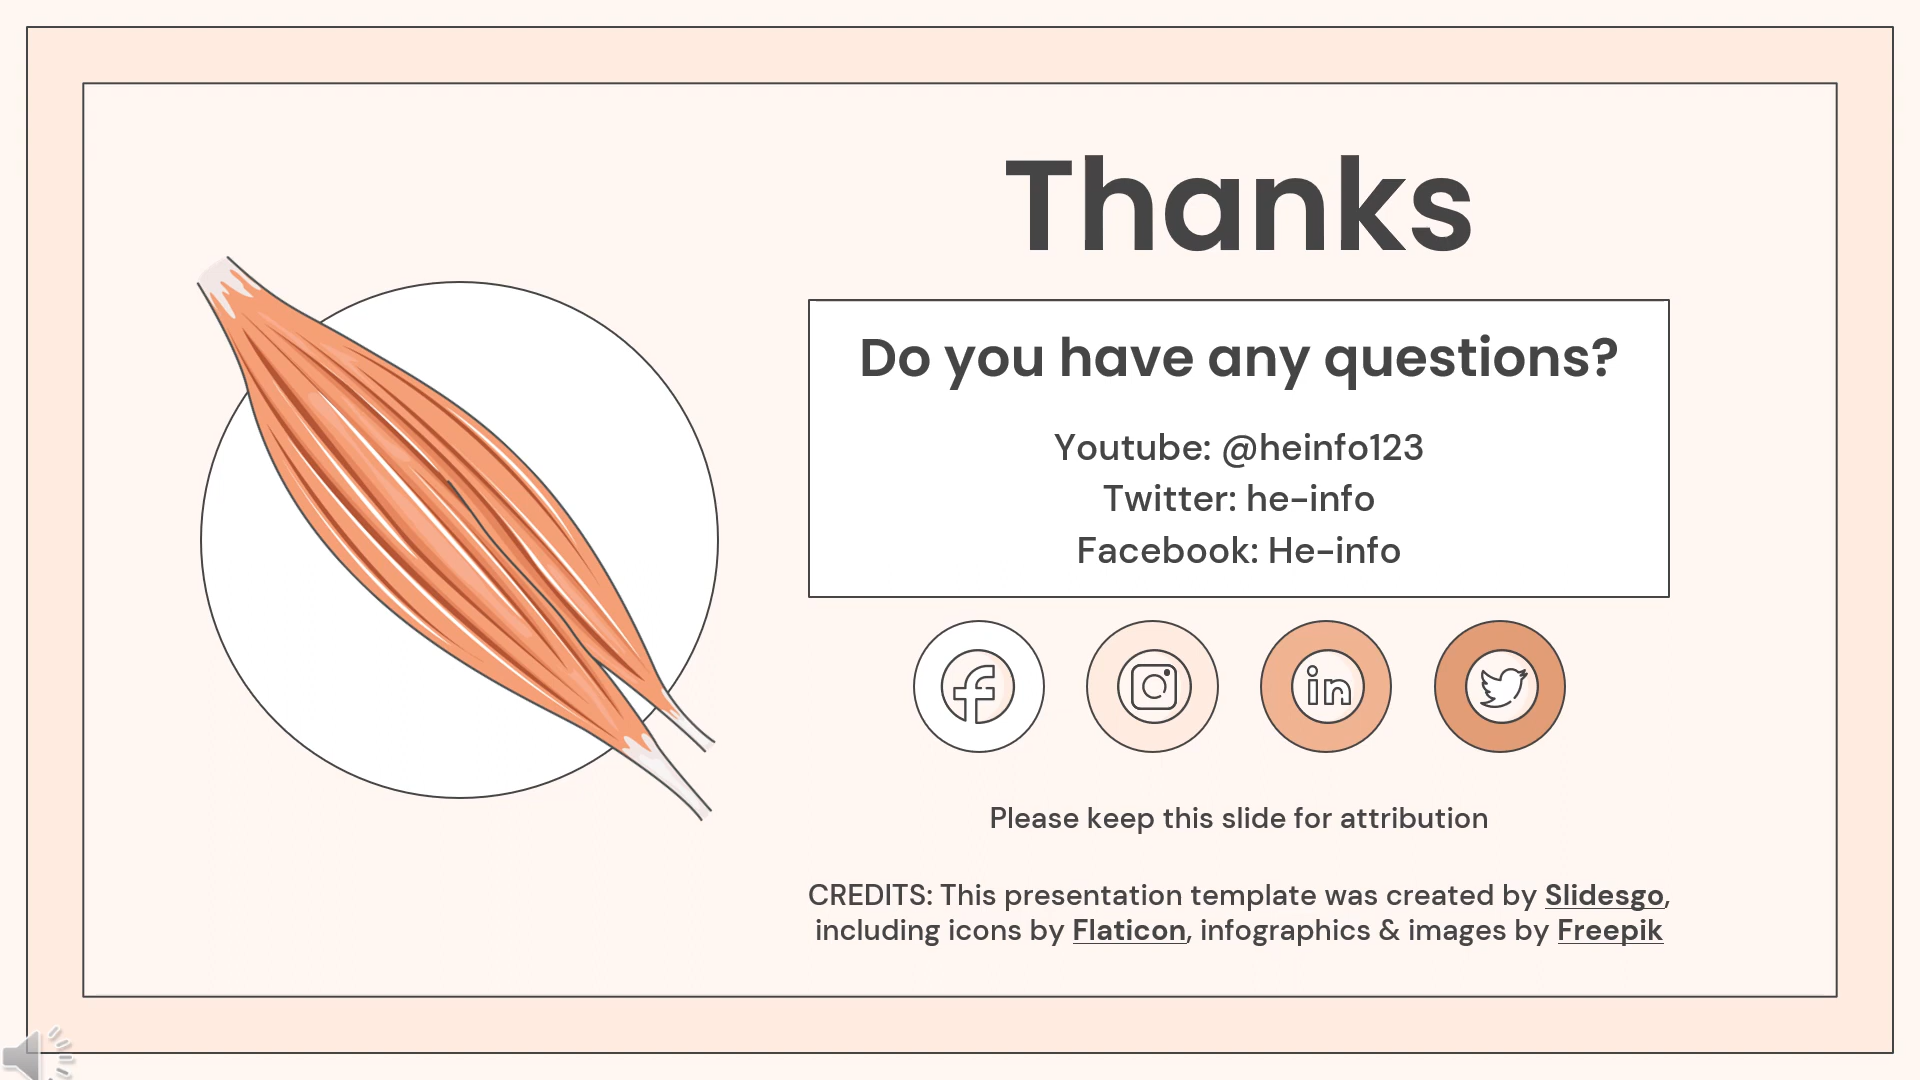 Thanks
Do you have any questions?
Youtube: @heinfo123
Twitter: he-info
Facebook: He-info
Please keep this slide for attribution
CREDITS: This presentation template was created by Slidesgo,
including icons by Flaticon, infographics & images by Freepik